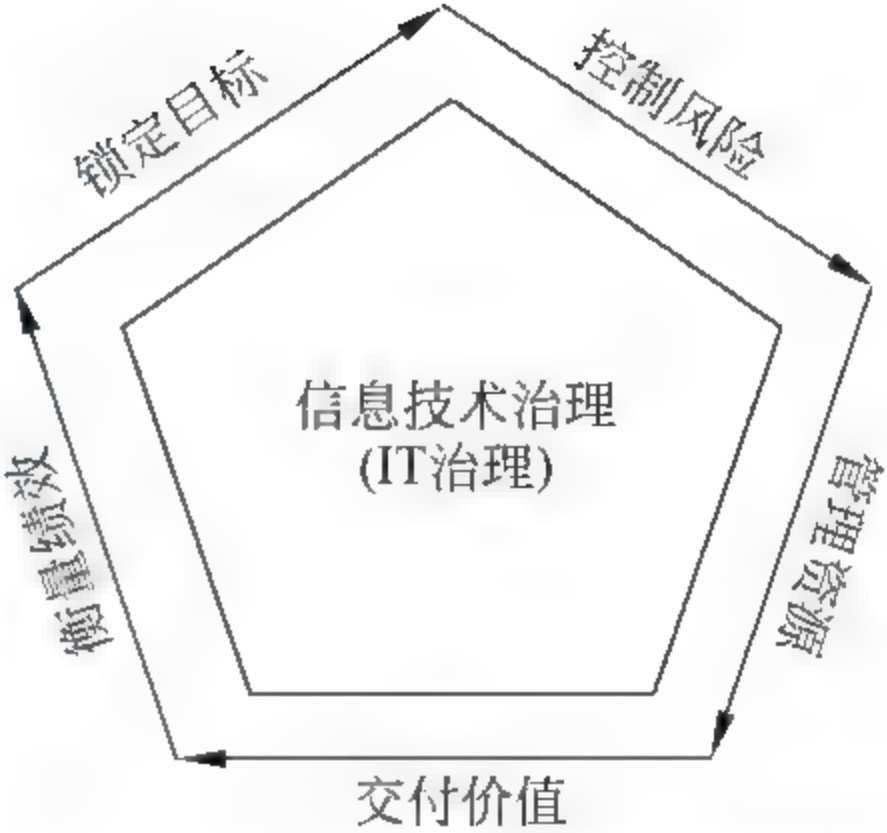 锁定目标
控制风险
信息技术治理
(IT治理)
管理资源
衡量绩效
交付价值